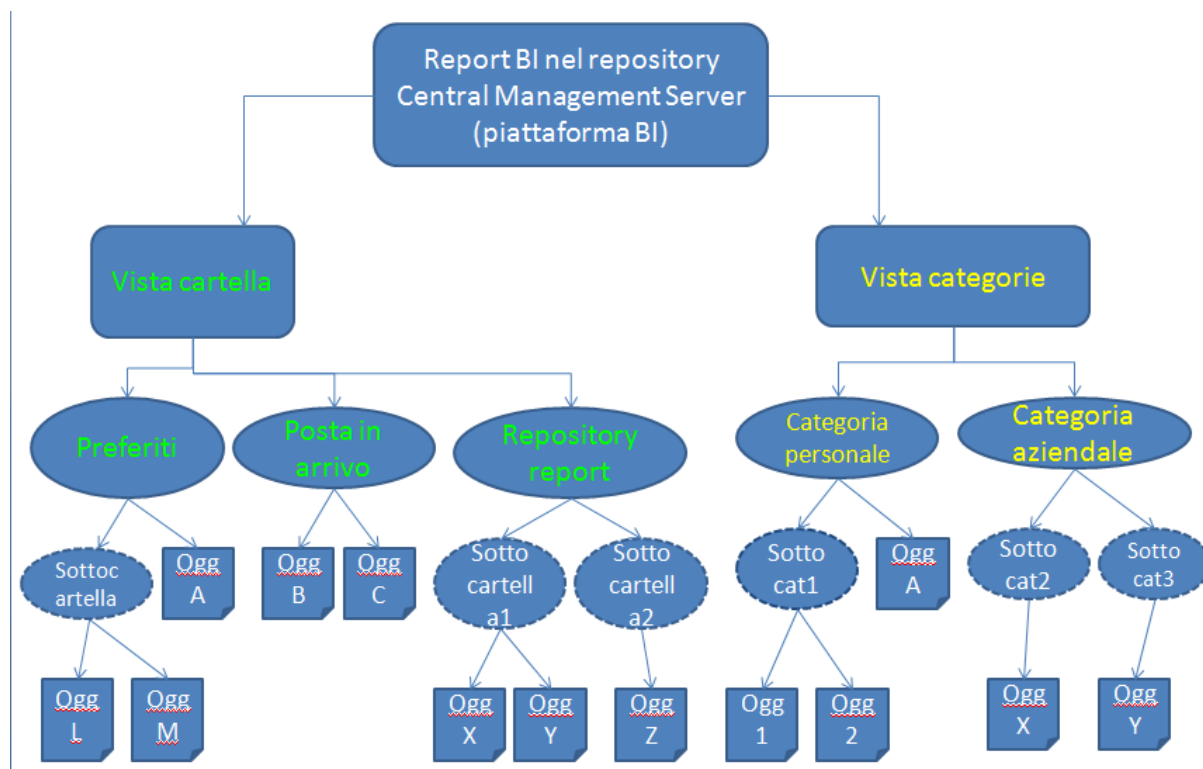 Report BI nel repository
Central Management Server
(piattaforma BI)
Vista cartella
Vista categorie
Preferiti
Posta in
arrivo
Repository
report
Categoria
personale
Categoria
aziendale
Sottoc
artella
Ogg
A
Ogg
B
Ogg
C
Sotto
cartell
a1
Sotto
cartell
a2
Sotto
cat1
Ogg
A
Sotto
cat2
Sotto
cat3
Ogg
L
Ogg
M
Ogg
X
Ogg
Y
Ogg
Z
Ogg
1
Ogg
2
Ogg
X
Ogg
Y